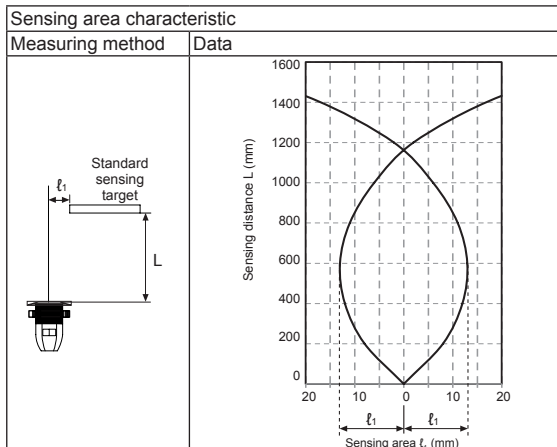 Sensing area characteristic
Measuring method Data
Standard
sensing
target
ℓ1
L
Sensing distance L (mm)
1600
1400
1200
1000
800
600
400
200
0
20 10 0 10 20
ℓ1 ℓ1
Sensing area ℓ1 (mm)